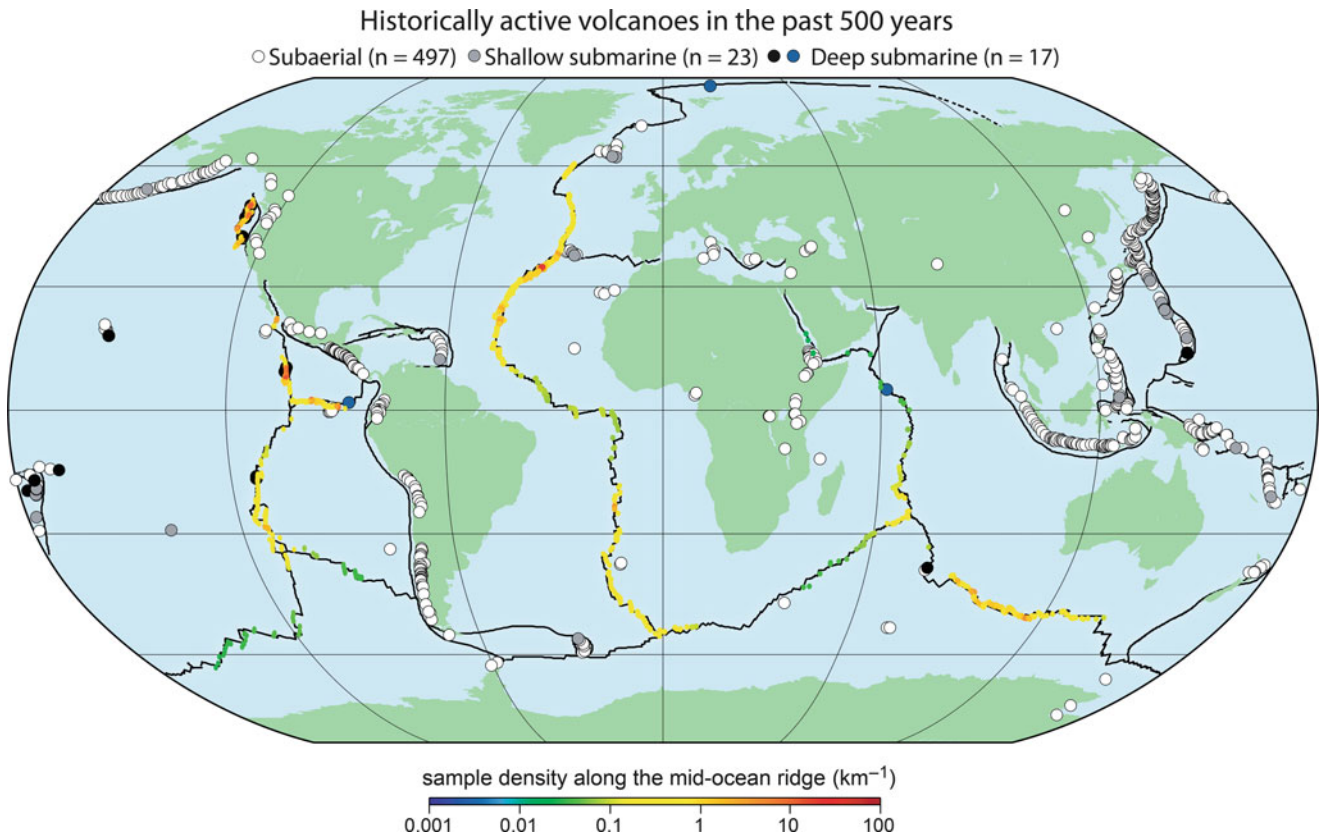 Historically active volcanoes in the past 500 years
Subaerial (n = 497) Shallow submarine (n = 23) Deep submarine (n = 17)
sample density along the mid-ocean ridge (km⁻¹)
0.001 0.01 0.1 1 10 100